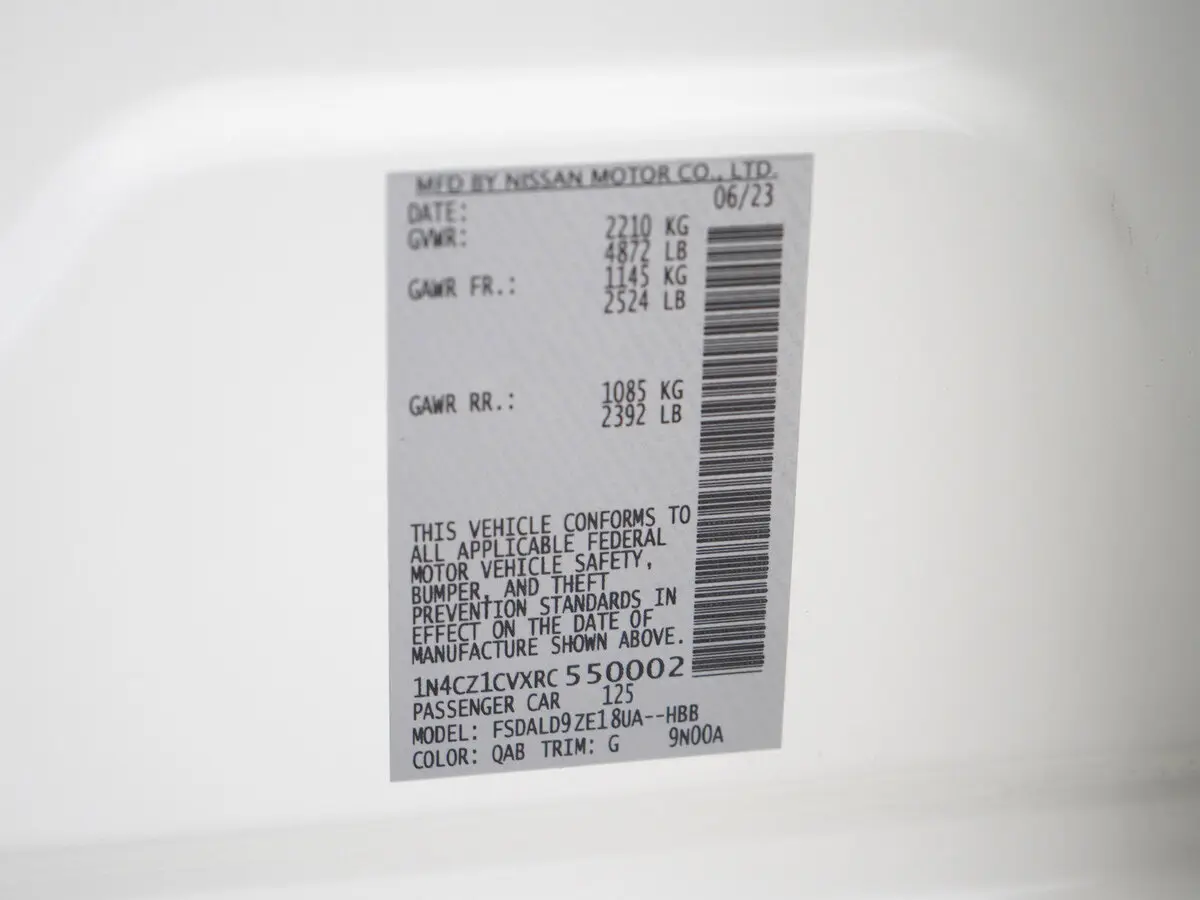 MFD BY NISSAN MOTOR CO., LTD.
DATE: 06/23
GVWR: 2210 KG
4872 LB
GAWR FR.: 1145 KG
2524 LB
GAWR RR.: 1085 KG
2392 LB
THIS VEHICLE CONFORMS TO
ALL APPLICABLE FEDERAL
MOTOR VEHICLE SAFETY,
BUMPER, AND THEFT
PREVENTION STANDARDS IN
EFFECT ON THE DATE OF
MANUFACTURE SHOWN ABOVE.
1N4CZ1CVXRC550002
PASSENGER CAR 125
MODEL: FSDALD9ZE18UA--HBB
COLOR: QAB TRIM: G 9N00A